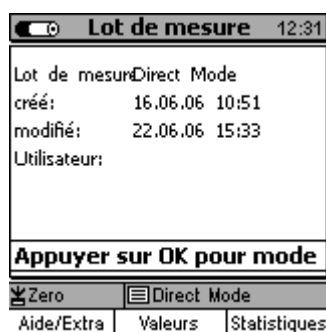 Lot de mesure 12:31
Lot de mesurDirect Mode
créé: 16.06.06 10:51
modifié: 22.06.06 15:33
Utilisateur:
Appuyer sur OK pour mode
Zero Direct Mode
Aide/Extra Valeurs Statistiques